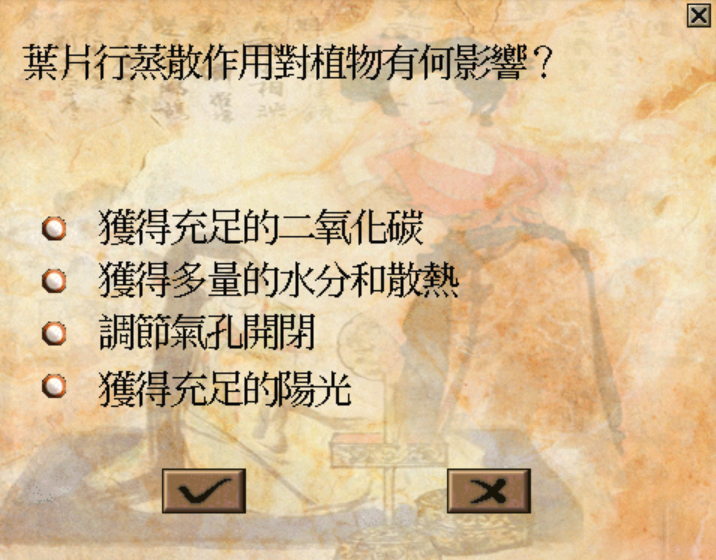 葉片行蒸散作用對植物有何影響？
獲得充足的二氧化碳
獲得多量的水分和散熱
調節氣孔開閉
獲得充足的陽光